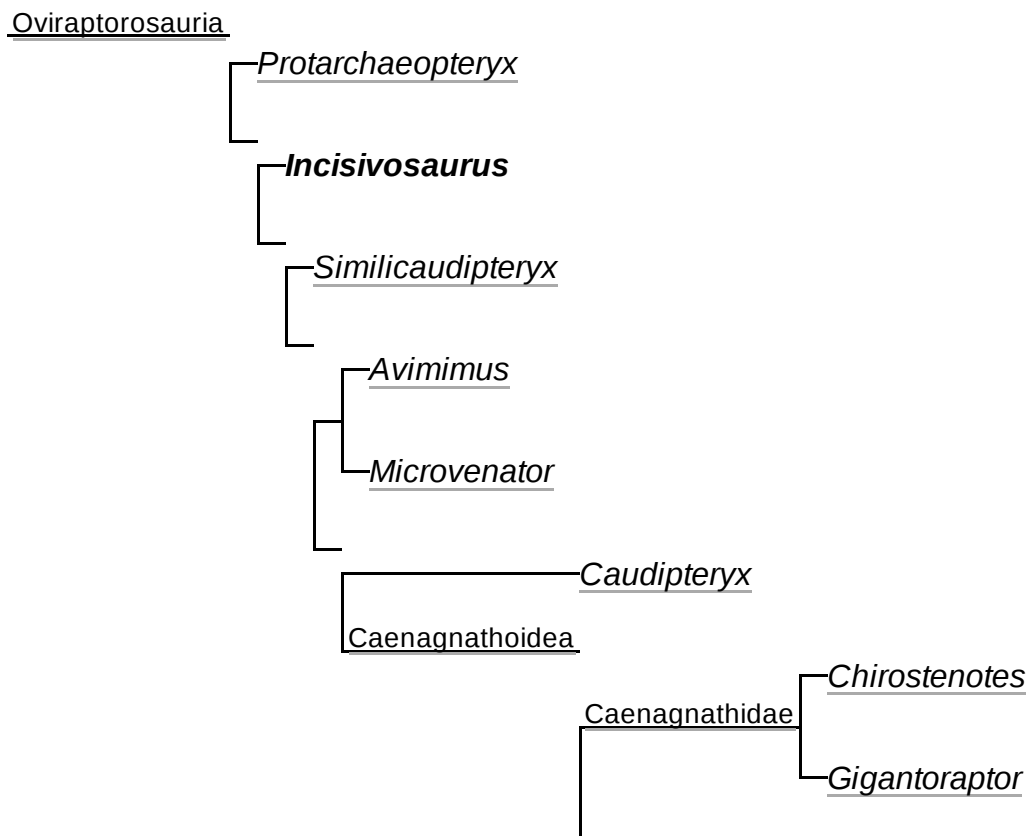 Oviraptorosauria
Protarchaeopteryx
Incisivosaurus
Similicaudipteryx
Avimimus
Microvenator
Caudipteryx
Caenagnathoidea
Chirostenotes
Caenagnathidae
Gigantoraptor